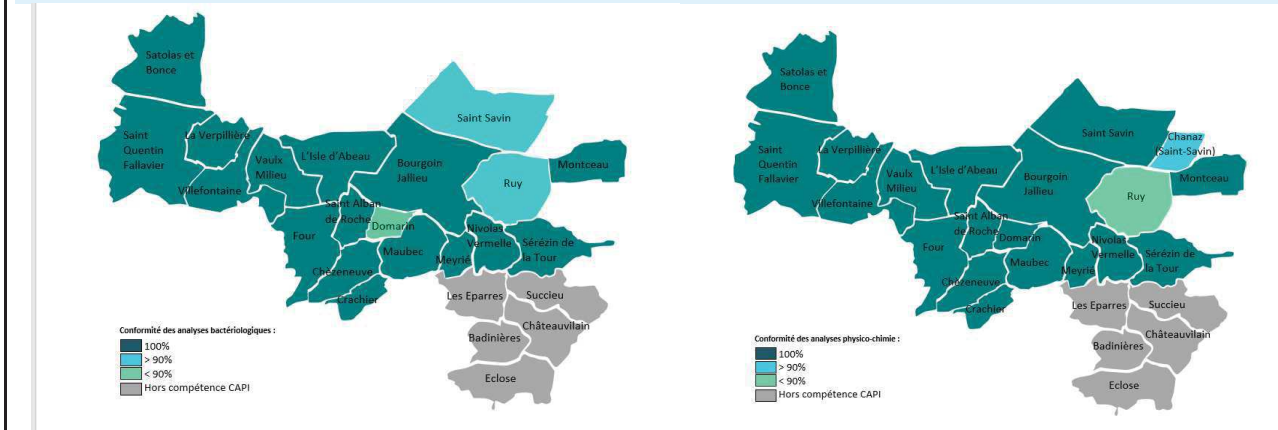 Satolas et
Bonce
Saint Savin
Saint
Quentin
Fallavier
La Verpillière
Vaulx
Milieu
L'Isle d'Abeau
Bourgoin
Jallieu
Montceau
Ruy
Villefontaine
Saint Alban
de Roche
Domarin
Four
Maubec
Nivolas
Vermelle
Meyrié
Sérézin de
la Tour
Chèzeneuve
Crachier
Les Eparres
Succieu
Châteauvilain
Badinières
Eclose
Conformité des analyses bactériologiques :
100%
> 90%
< 90%
Hors compétence CAPI
Satolas et
Bonce
Saint Savin
Chanaz
(Saint-Savin)
Saint
Quentin
Fallavier
La Verpillière
Vaulx
Milieu
L'Isle d'Abeau
Bourgoin
Jallieu
Montceau
Ruy
Villefontaine
Saint Alban
de Roche
Domarin
Four
Maubec
Nivolas
Vermelle
Meyrié
Sérézin de
la Tour
Chèzeneuve
Crachier
Les Eparres
Succieu
Châteauvilain
Badinières
Eclose
Conformité des analyses physico-chimie :
100%
> 90%
< 90%
Hors compétence CAPI